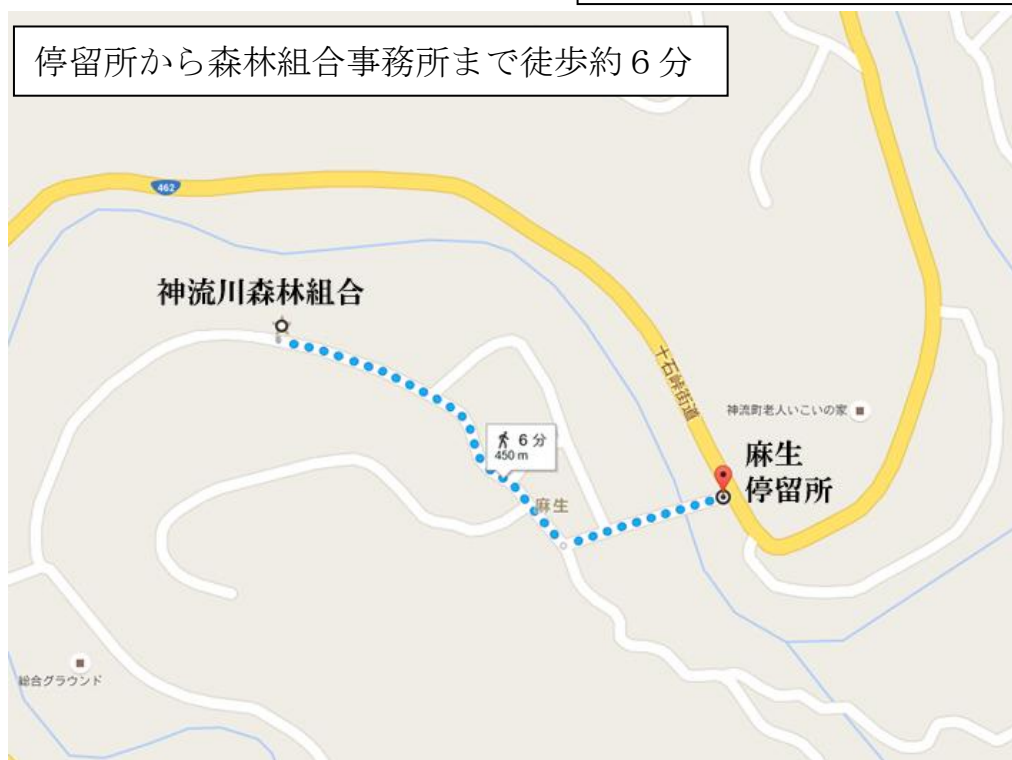 停留所から森林組合事務所まで徒歩約６分
462
神流川森林組合
十石峠街道
神流町老人いこいの家
6 分
450 m
麻生
停留所
麻生
総合グラウンド